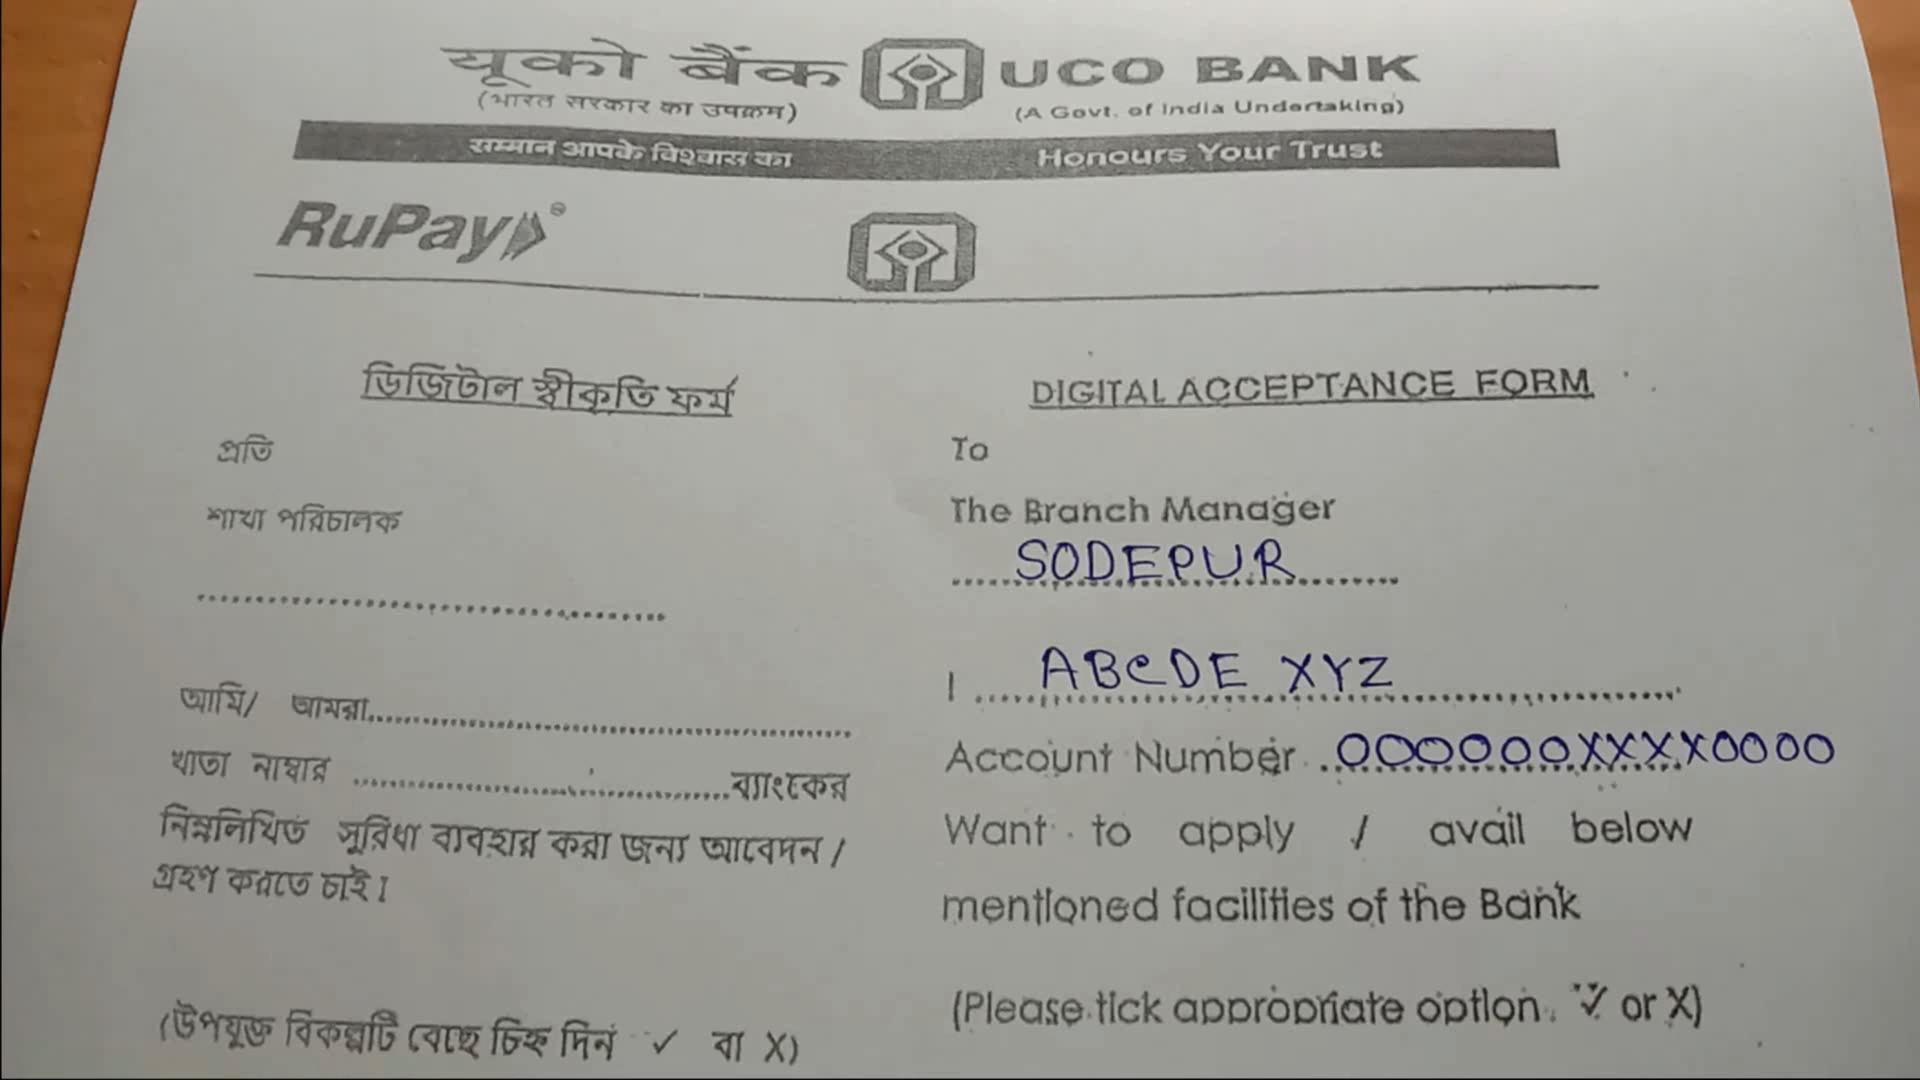 यूको बैंक UCO BANK
(भारत सरकार का उपक्रम) (A Govt. of India Undertaking)
सम्मान आपके विश्वास का Honours Your Trust
RuPay
ডিজিটাল স্বীকৃতি ফর্ম
প্রতি
শাখা পরিচালক
আমি/ আমরা
খাতা নাম্বার ব্যাংকের
নিম্নলিখিত সুবিধা ব্যবহার করা জন্য আবেদন /
গ্রহণ করতে চাই।
(উপযুক্ত বিকল্পটি বেছে চিহ্ন দিন ✓ বা X)
DIGITAL ACCEPTANCE FORM
To
The Branch Manager
SODEPUR
I ABCDE XYZ
Account Number OOOOOOXXXXOOOO
Want to apply / avail below
mentioned facilities of the Bank
(Please tick appropriate option. ✓ or X)